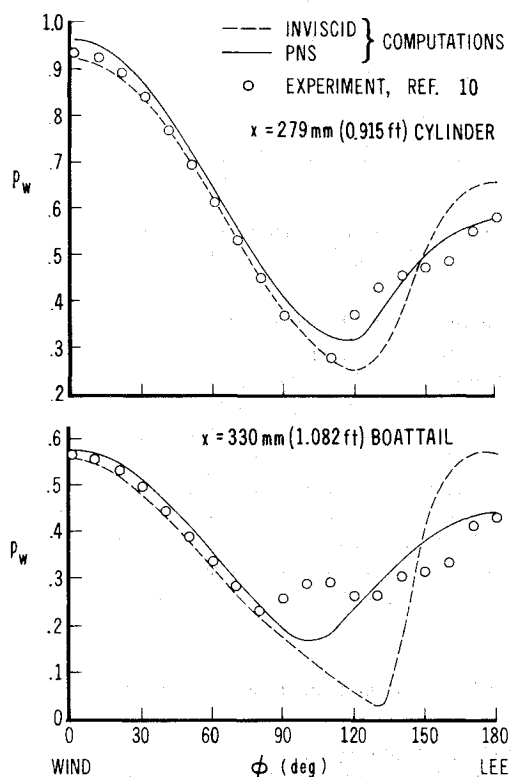 --- INVISCID
— PNS
} COMPUTATIONS
○ EXPERIMENT, REF. 10
x = 279 mm (0.915 ft) CYLINDER
1.0
.9
.8
.7
.6
.5
.4
.3
.2
Pw
x = 330 mm (1.082 ft) BOATTAIL
.6
.5
.4
.3
.2
.1
0
Pw
0 30 60 90 120 150 180
WIND ϕ (deg) LEE